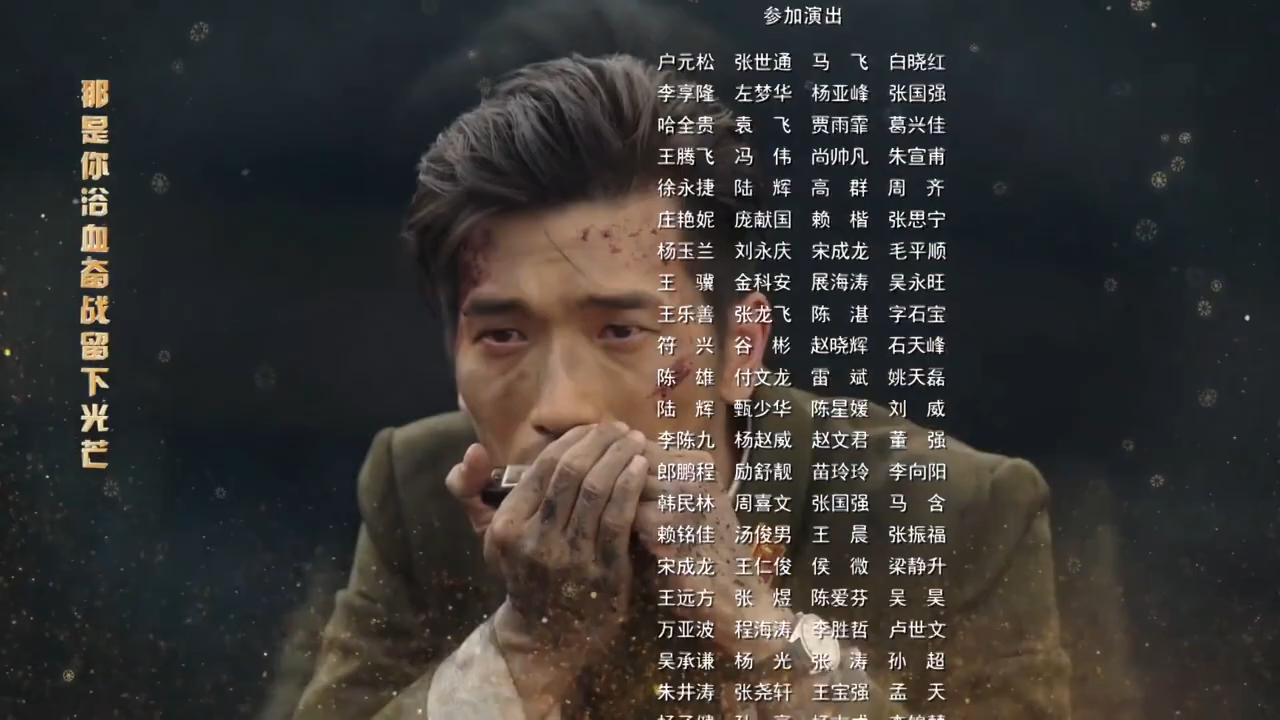 参加演出
那是你浴血奋战留下光芒
户元松 张世通 马飞 白晓红
李享隆 左梦华 杨亚峰 张国强
哈全贵 袁飞 贾雨霏 葛兴佳
王腾飞 冯伟 尚帅凡 朱宣甫
徐永捷 陆辉 高群 周齐
庄艳妮 庞献国 赖楷 张思宁
杨玉兰 刘永庆 宋成龙 毛平顺
王骥 金科安 展海涛 吴永旺
王乐善 张龙飞 陈湛 字石宝
符兴 谷彬 赵晓辉 石天峰
陈雄 付文龙 雷斌 姚天磊
陆辉 甄少华 陈星媛 刘威
李陈九 杨赵威 赵文君 董强
郎鹏程 励舒靓 苗玲玲 李向阳
韩民林 周喜文 张国强 马含
赖铭佳 汤俊男 王晨 张振福
宋成龙 王仁俊 侯微 梁静升
王远方 张煜 陈爱芬 吴昊
万亚波 程海涛 李胜哲 卢世文
吴承谦 杨光 张涛 孙超
朱井涛 张尧轩 王宝强 孟天